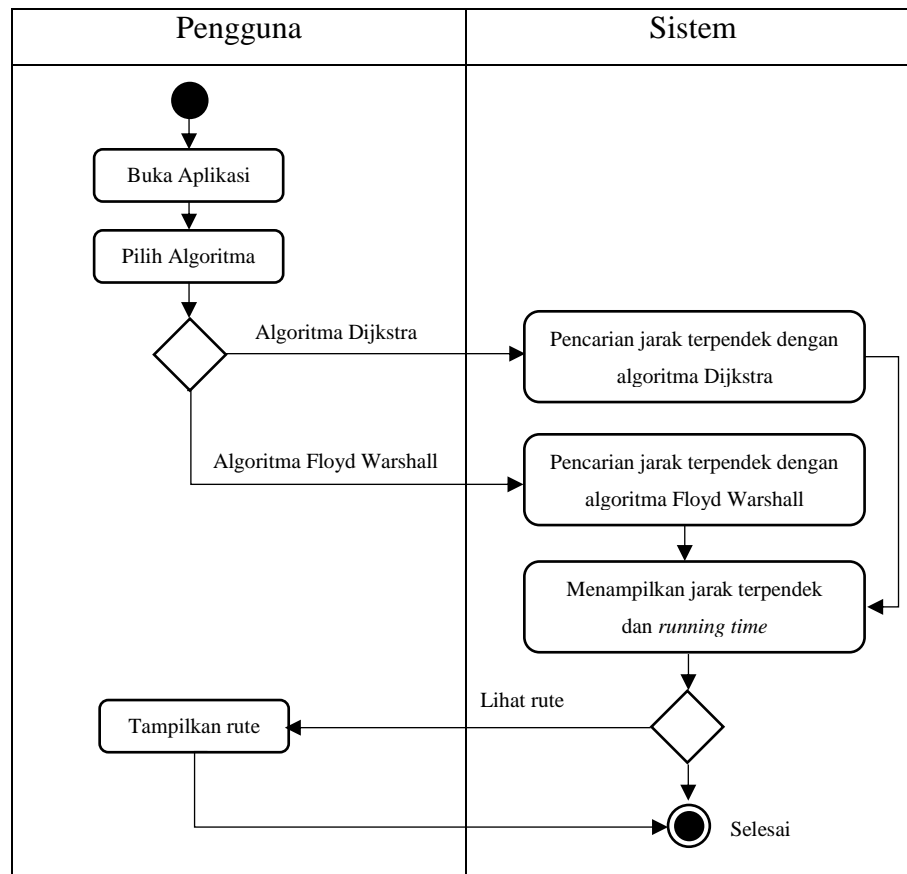 Pengguna
Sistem
Buka Aplikasi
Pilih Algoritma
Algoritma Dijkstra
Pencarian jarak terpendek dengan
algoritma Dijkstra
Algoritma Floyd Warshall
Pencarian jarak terpendek dengan
algoritma Floyd Warshall
Menampilkan jarak terpendek
dan running time
Lihat rute
Tampilkan rute
Selesai